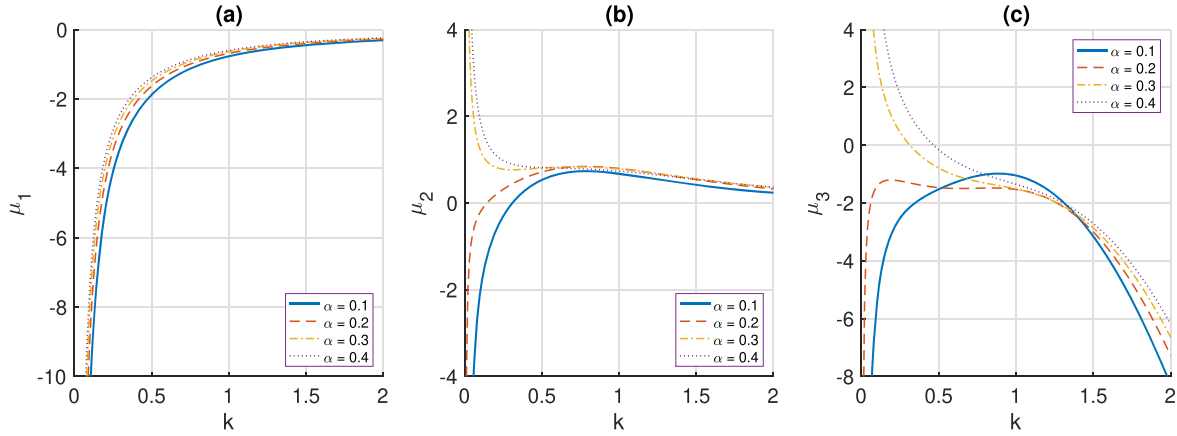 (a)
μ1
0
-2
-4
-6
-8
-10
0 0.5 1 1.5 2
k
α = 0.1
α = 0.2
α = 0.3
α = 0.4
(b)
μ2
4
2
0
-2
-4
0 0.5 1 1.5 2
k
α = 0.1
α = 0.2
α = 0.3
α = 0.4
(c)
μ3
4
2
0
-2
-4
-6
-8
0 0.5 1 1.5 2
k
α = 0.1
α = 0.2
α = 0.3
α = 0.4